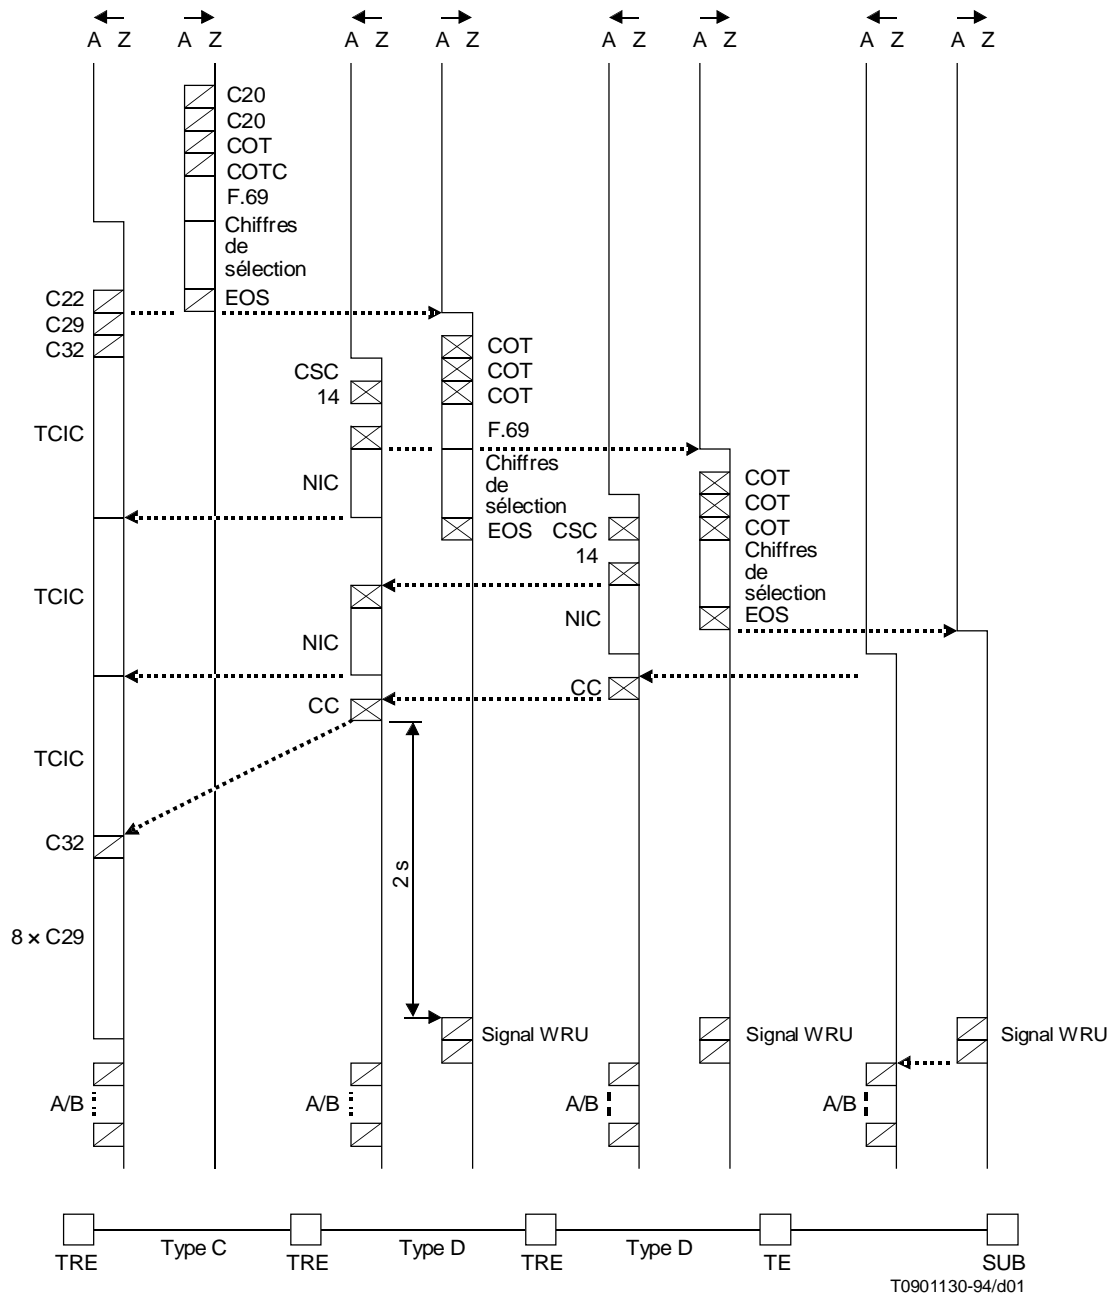 A Z A Z A Z A Z A Z A Z A Z A Z
C20
C20
COT
COTC
F.69
Chiffres
de
sélection
EOS
C22
C29
C32
COT
COT
COT
CSC
14
TCIC
F.69
NIC
Chiffres
de
sélection
EOS
CSC
14
COT
COT
COT
Chiffres
de
sélection
EOS
TCIC
NIC
NIC
CC
CC
TCIC
C32
2 s
8 × C29
Signal WRU
Signal WRU
Signal WRU
A/B
A/B
A/B
A/B
Type C
Type D
Type D
TRE
TRE
TRE
TE
SUB
T0901130-94/d01